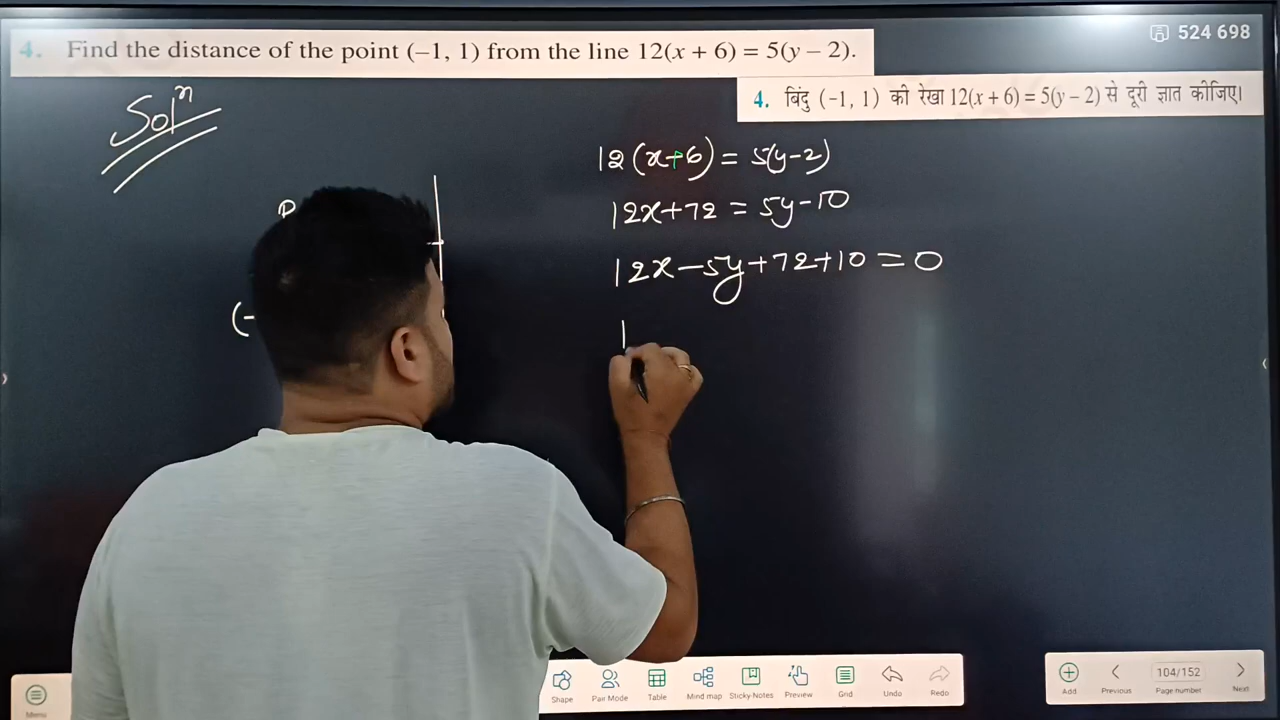 524 698
4. Find the distance of the point (–1, 1) from the line 12(x + 6) = 5(y – 2).
4. बिंदु (–1, 1) की रेखा 12(x + 6) = 5(y – 2) से दूरी ज्ञात कीजिए।
Solⁿ
12(x+6) = 5(y-2)
12x+72 = 5y-10
12x-5y+72+10 = 0
1
P
(-
Menu
Shape
Pair Mode
Table
Mind map
Sticky Notes
Preview
Grid
Undo
Redo
Add
Previous
104/152
Page number
Next